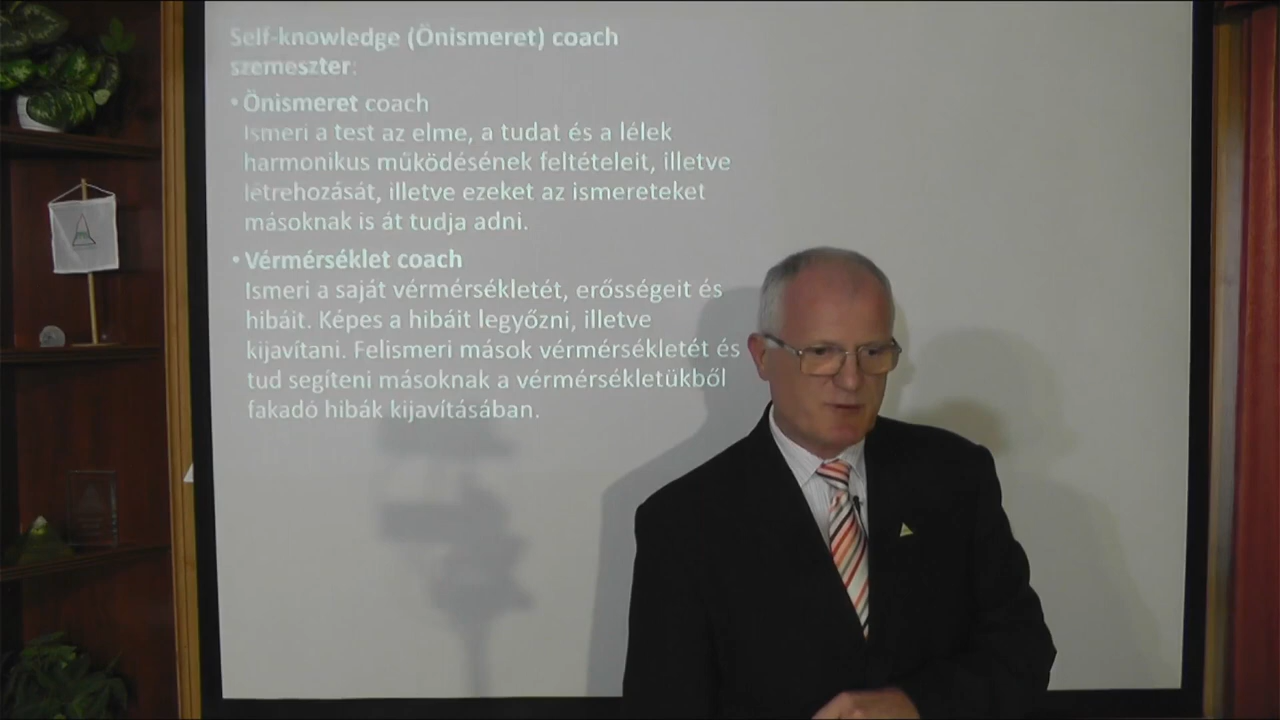 Self-knowledge (Önismeret) coach
szemeszter:
• Önismeret coach
Ismeri a test az elme, a tudat és a lélek
harmonikus működésének feltételeit, illetve
létrehozását, illetve ezeket az ismereteket
másoknak is át tudja adni.
• Vérmérséklet coach
Ismeri a saját vérmérsékletét, erősségeit és
hibáit. Képes a hibáit legyőzni, illetve
kijavítani. Felismeri mások vérmérsékletét és
tud segíteni másoknak a vérmérsékletükből
fakadó hibák kijavításában.